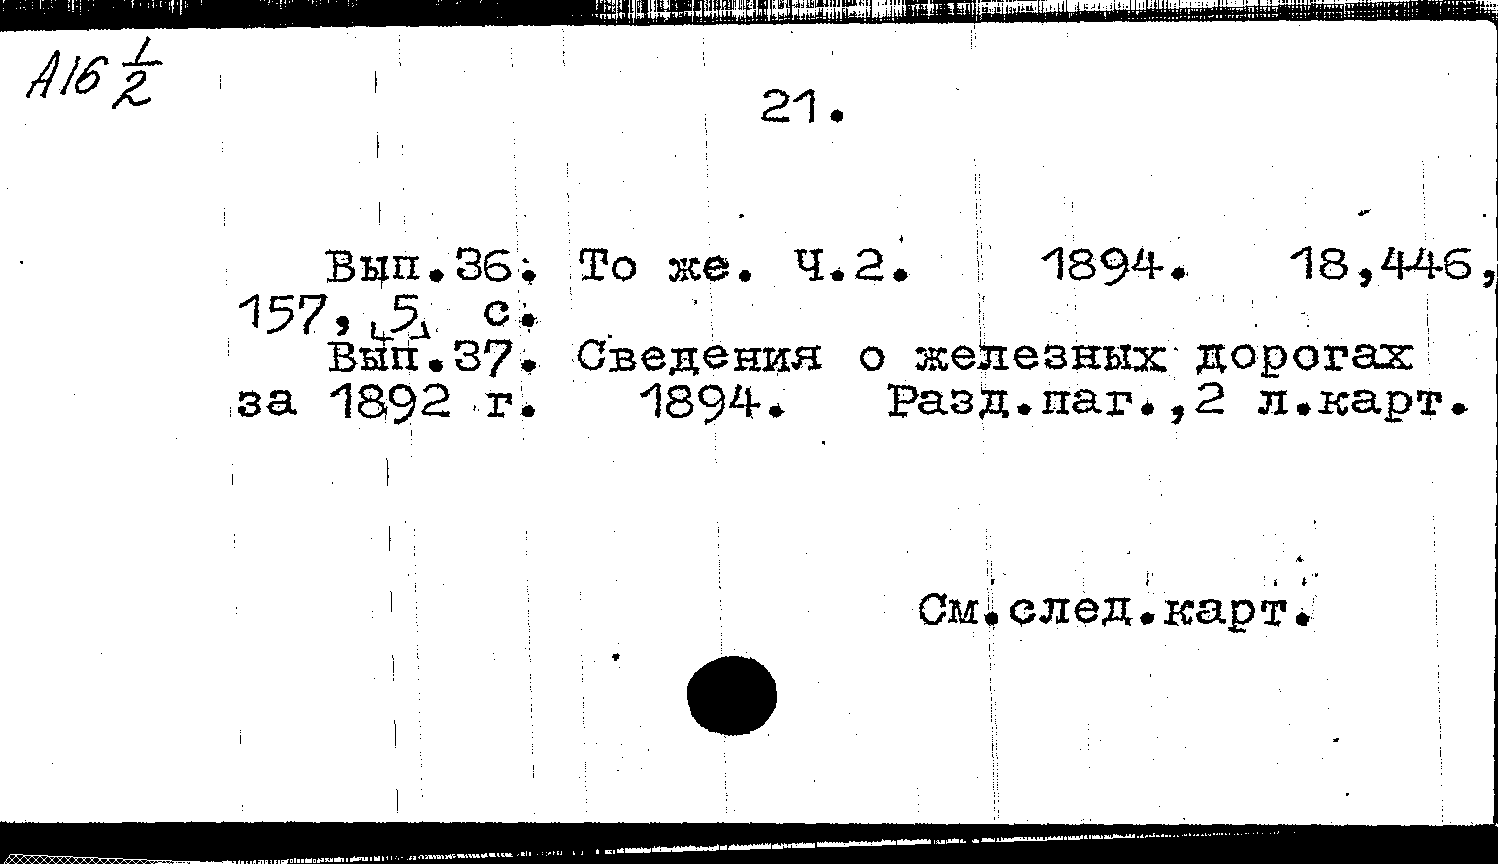 А16 1/2
21.
Вып.36. То же. Ч.2. 1894. 18,446,
157, [5] с.
Вып.37. Сведения о железных дорогах
за 1892 г. 1894. Разд.паг.,2 л.карт.
См.след.карт.